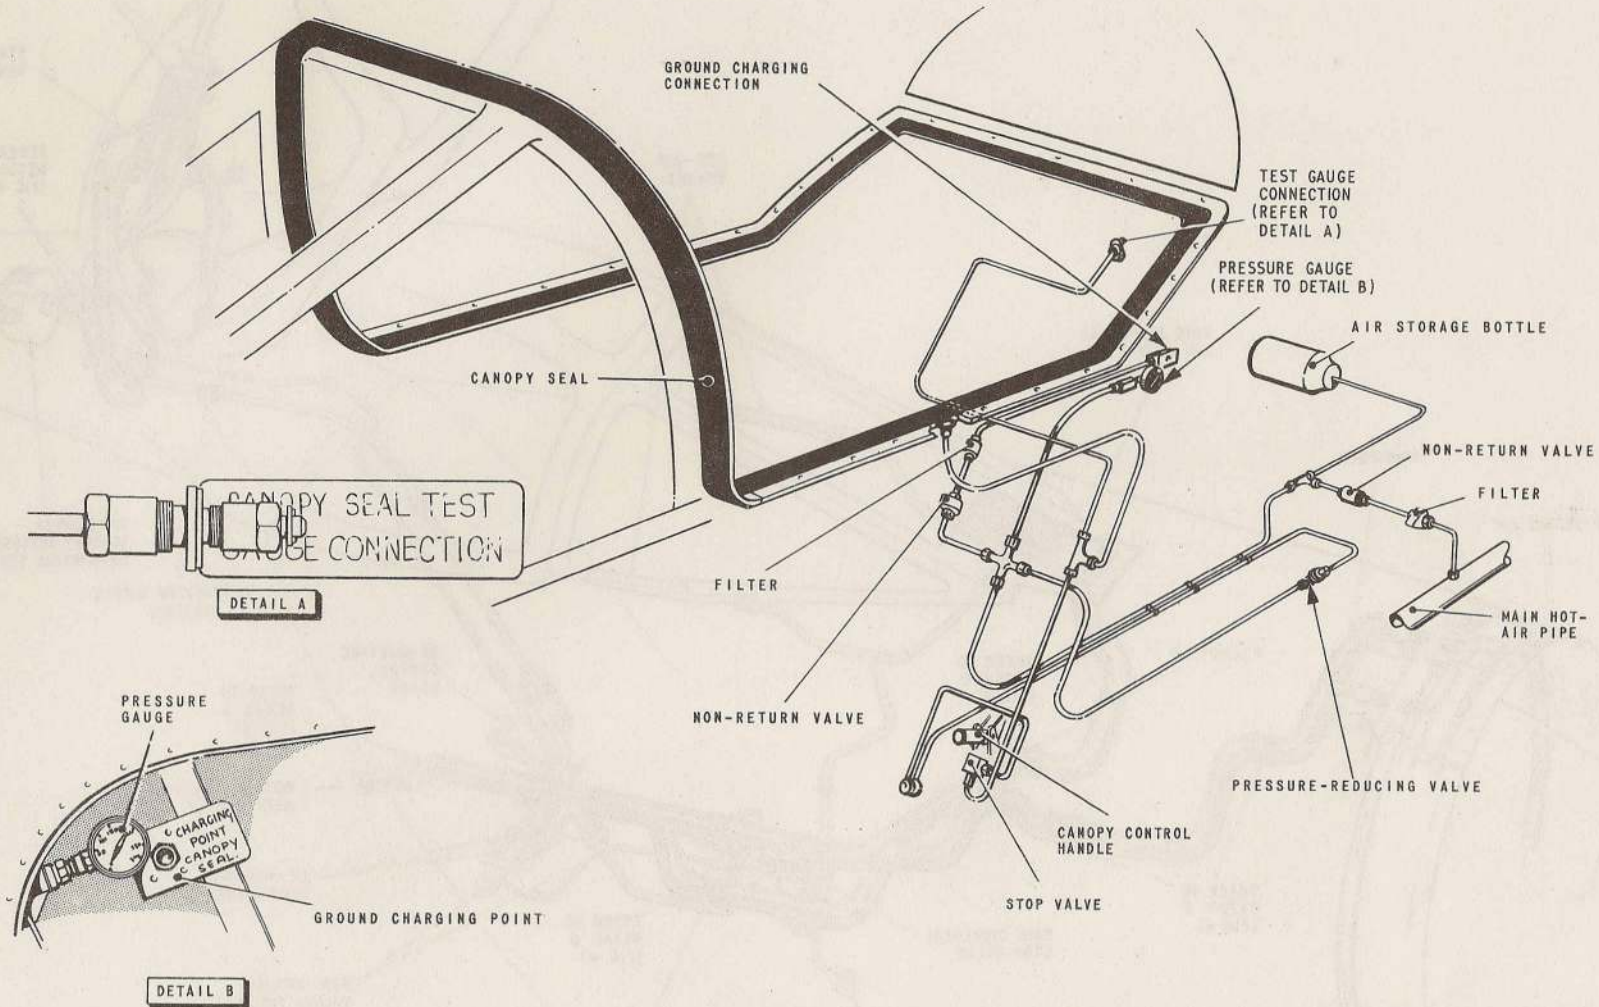 GROUND CHARGING
CONNECTION
TEST GAUGE
CONNECTION
(REFER TO
DETAIL A)
PRESSURE GAUGE
(REFER TO DETAIL B)
AIR STORAGE BOTTLE
CANOPY SEAL
NON-RETURN VALVE
FILTER
CANOPY SEAL TEST
GAUGE CONNECTION
DETAIL A
FILTER
MAIN HOT-
AIR PIPE
NON-RETURN VALVE
PRESSURE
GAUGE
PRESSURE-REDUCING VALVE
CHARGING
POINT
CANOPY
SEAL.
CANOPY CONTROL
HANDLE
STOP VALVE
GROUND CHARGING POINT
DETAIL B